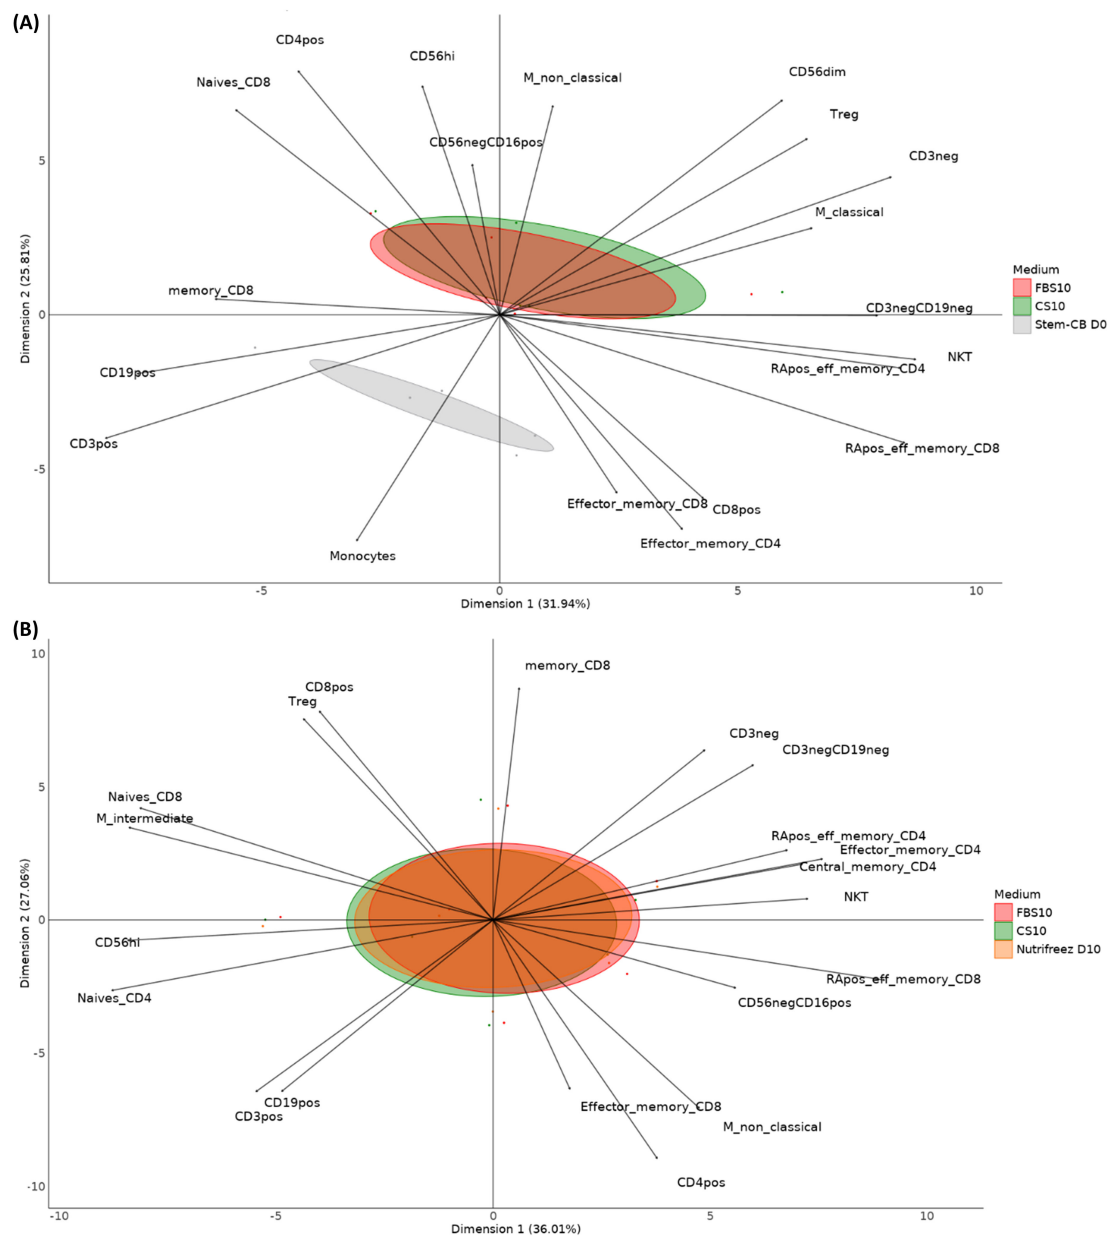 (A)
CD4pos
CD56hi
M_non_classical
CD56dim
Naives_CD8
Treg
CD56negCD16pos
CD3neg
5
M_classical
Medium
FBS10
memory_CD8
CS10
CD3negCD19neg
0
Stem-CB D0
NKT
CD19pos
RApos_eff_memory_CD4
CD3pos
RApos_eff_memory_CD8
-5
Effector_memory_CD8
CD8pos
Effector_memory_CD4
Monocytes
Dimension 2 (25.81%)
-5
0
5
10
Dimension 1 (31.94%)
(B)
10
memory_CD8
CD8pos
Treg
CD3neg
CD3negCD19neg
5
Naives_CD8
M_intermediate
RApos_eff_memory_CD4
Effector_memory_CD4
Central_memory_CD4
NKT
Medium
FBS10
0
CS10
CD56hi
Nutrifreez D10
RApos_eff_memory_CD8
Naives_CD4
CD56negCD16pos
-5
CD19pos
CD3pos
Effector_memory_CD8
M_non_classical
CD4pos
-10
Dimension 2 (27.06%)
-10
-5
0
5
10
Dimension 1 (36.01%)